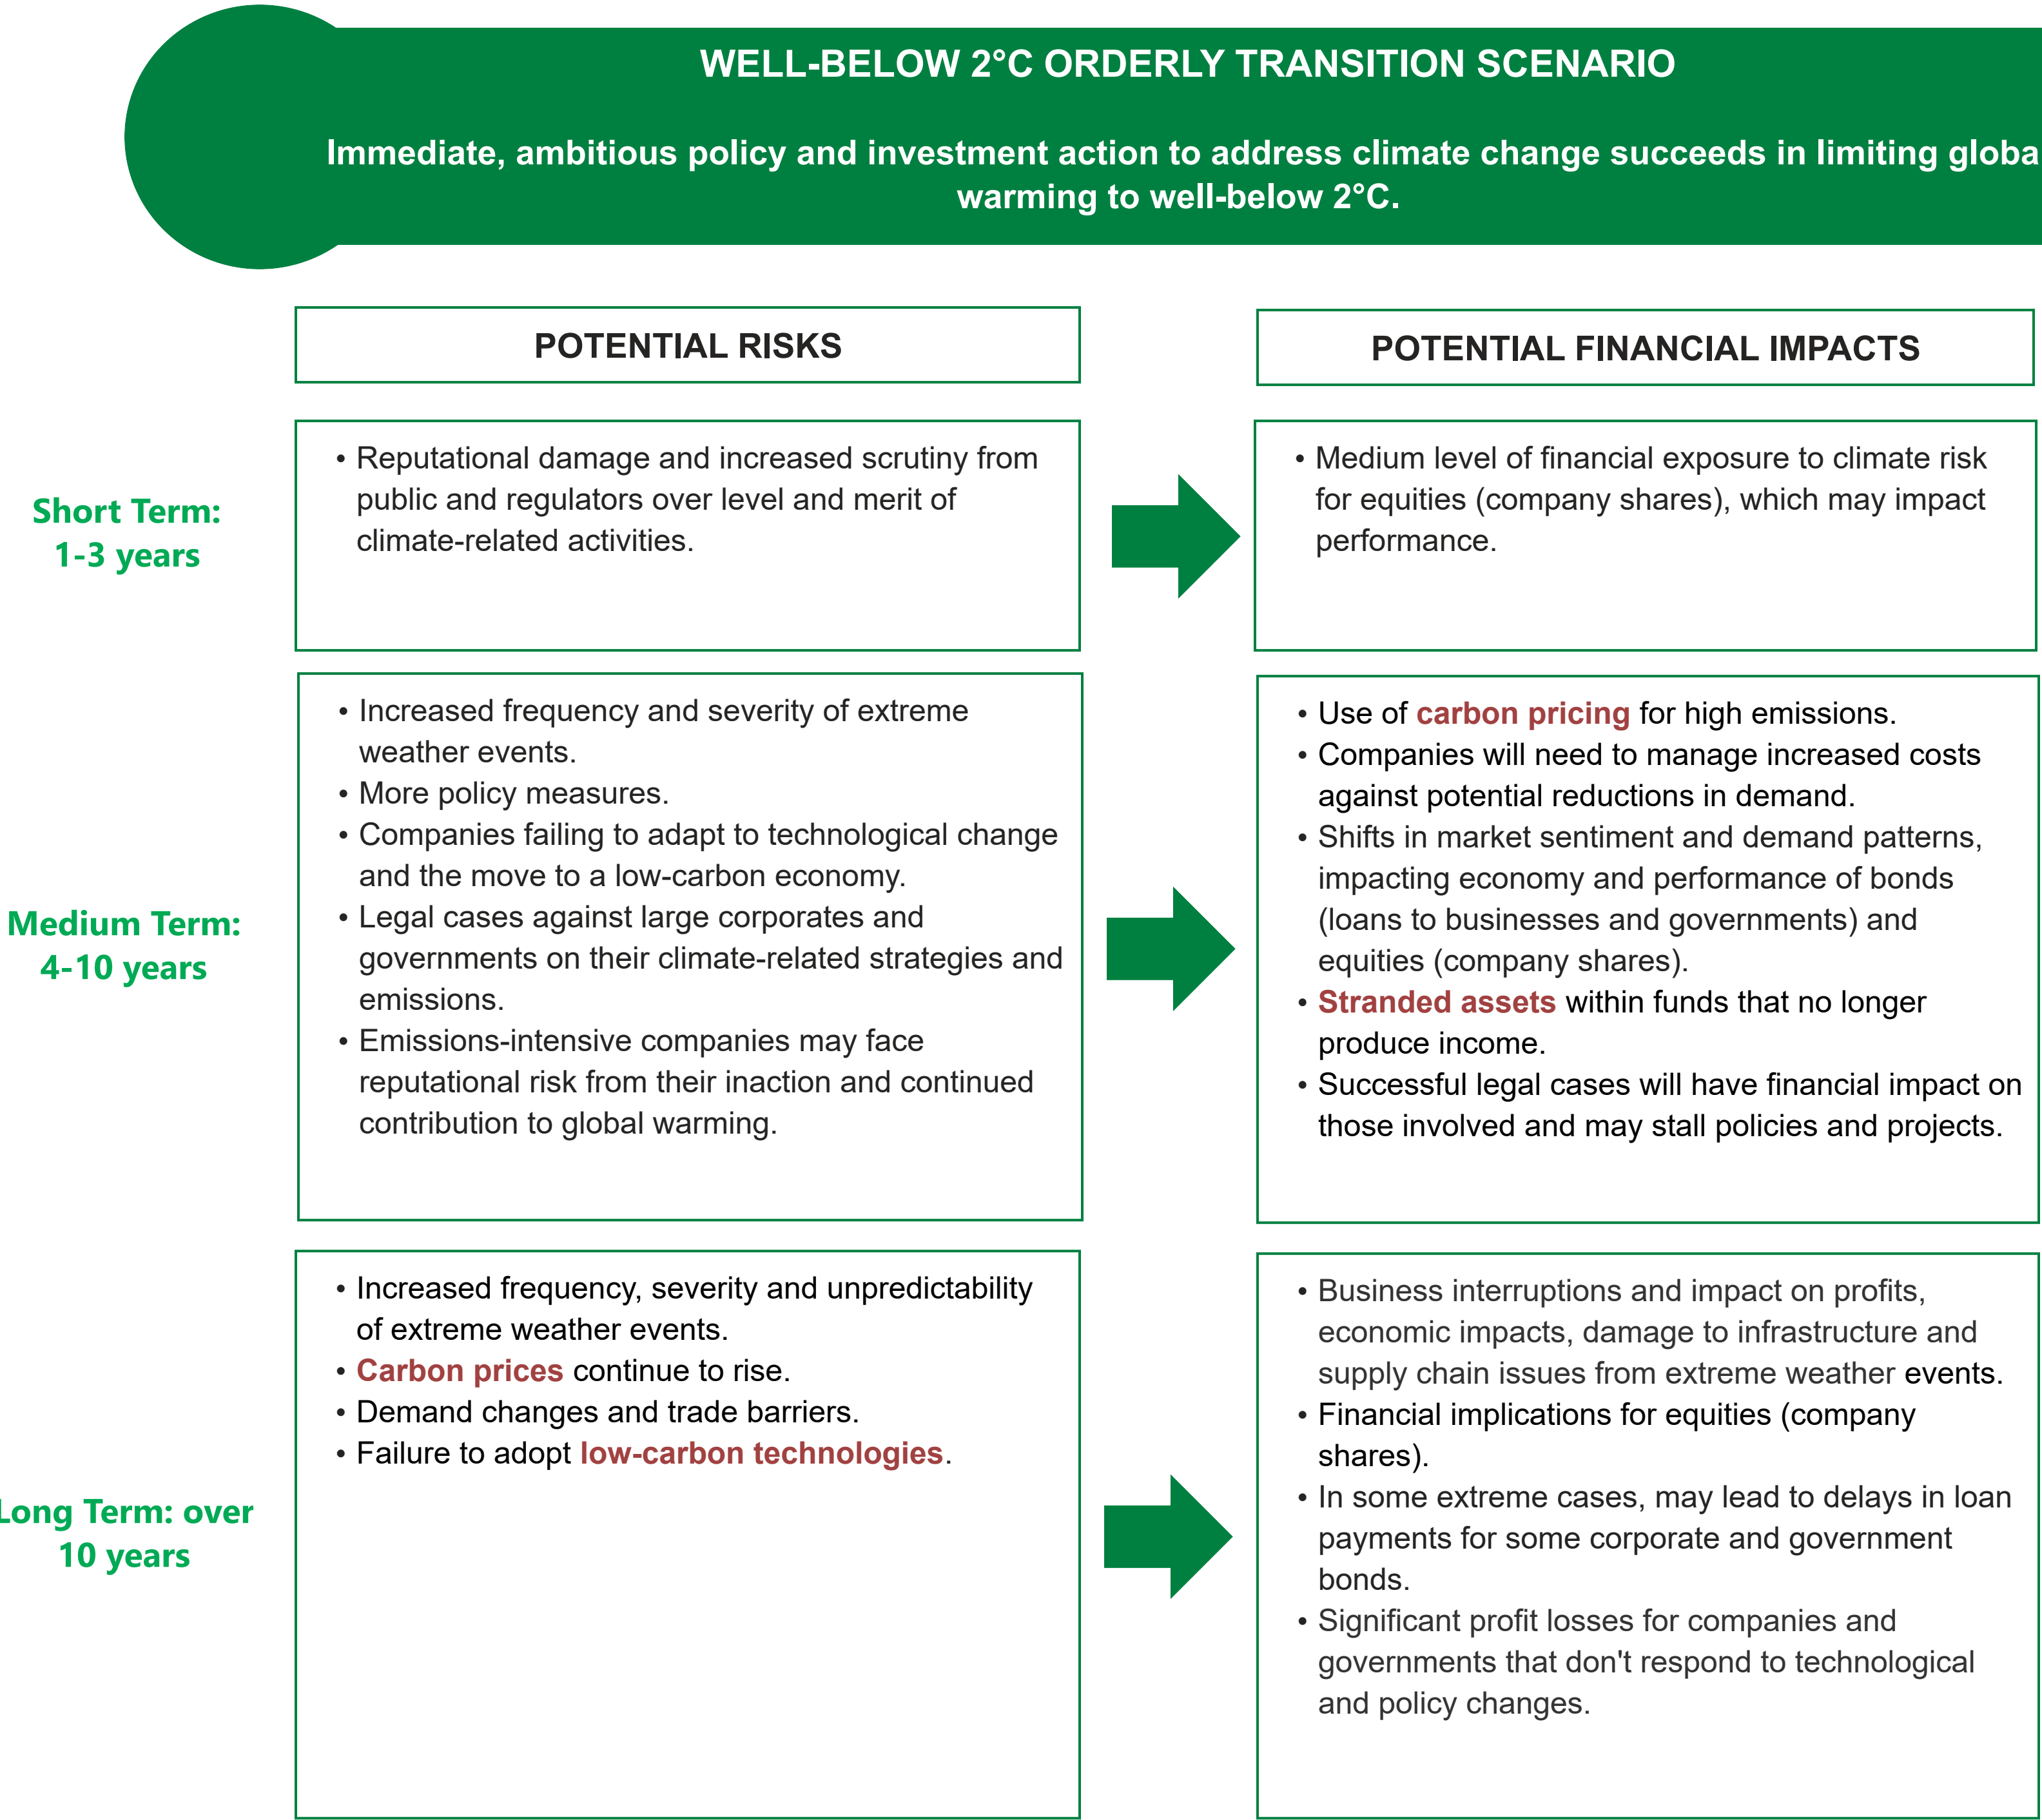 WELL-BELOW 2°C ORDERLY TRANSITION SCENARIO
Immediate, ambitious policy and investment action to address climate change succeeds in limiting globa
warming to well-below 2°C.
POTENTIAL RISKS
POTENTIAL FINANCIAL IMPACTS
Short Term:
1-3 years
• Reputational damage and increased scrutiny from
public and regulators over level and merit of
climate-related activities.
• Medium level of financial exposure to climate risk
for equities (company shares), which may impact
performance.
Medium Term:
4-10 years
• Increased frequency and severity of extreme
weather events.
• More policy measures.
• Companies failing to adapt to technological change
and the move to a low-carbon economy.
• Legal cases against large corporates and
governments on their climate-related strategies and
emissions.
• Emissions-intensive companies may face
reputational risk from their inaction and continued
contribution to global warming.
• Use of carbon pricing for high emissions.
• Companies will need to manage increased costs
against potential reductions in demand.
• Shifts in market sentiment and demand patterns,
impacting economy and performance of bonds
(loans to businesses and governments) and
equities (company shares).
• Stranded assets within funds that no longer
produce income.
• Successful legal cases will have financial impact on
those involved and may stall policies and projects.
Long Term: over
10 years
• Increased frequency, severity and unpredictability
of extreme weather events.
• Carbon prices continue to rise.
• Demand changes and trade barriers.
• Failure to adopt low-carbon technologies.
• Business interruptions and impact on profits,
economic impacts, damage to infrastructure and
supply chain issues from extreme weather events.
• Financial implications for equities (company
shares).
• In some extreme cases, may lead to delays in loan
payments for some corporate and government
bonds.
• Significant profit losses for companies and
governments that don't respond to technological
and policy changes.